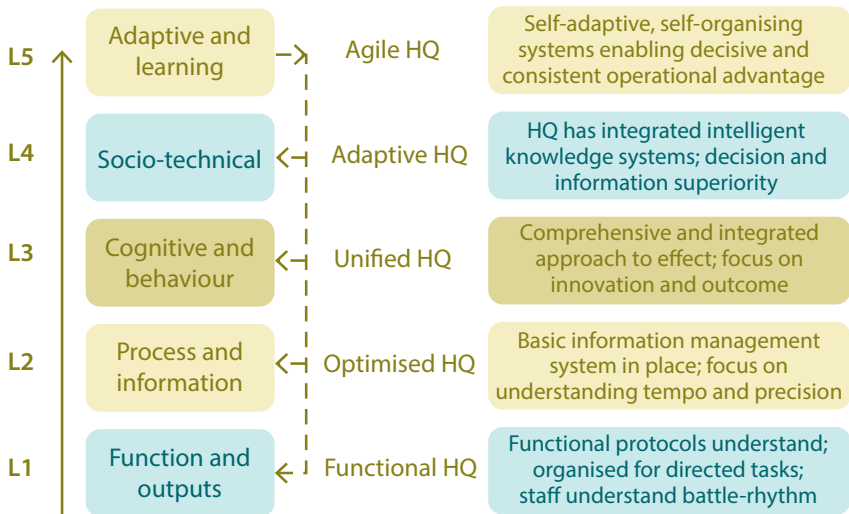 L5
Adaptive and
learning
Agile HQ
Self-adaptive, self-organising
systems enabling decisive and
consistent operational advantage
L4
Socio-technical
Adaptive HQ
HQ has integrated intelligent
knowledge systems; decision and
information superiority
L3
Cognitive and
behaviour
Unified HQ
Comprehensive and integrated
approach to effect; focus on
innovation and outcome
L2
Process and
information
Optimised HQ
Basic information management
system in place; focus on
understanding tempo and precision
L1
Function and
outputs
Functional HQ
Functional protocols understand;
organised for directed tasks;
staff understand battle-rhythm